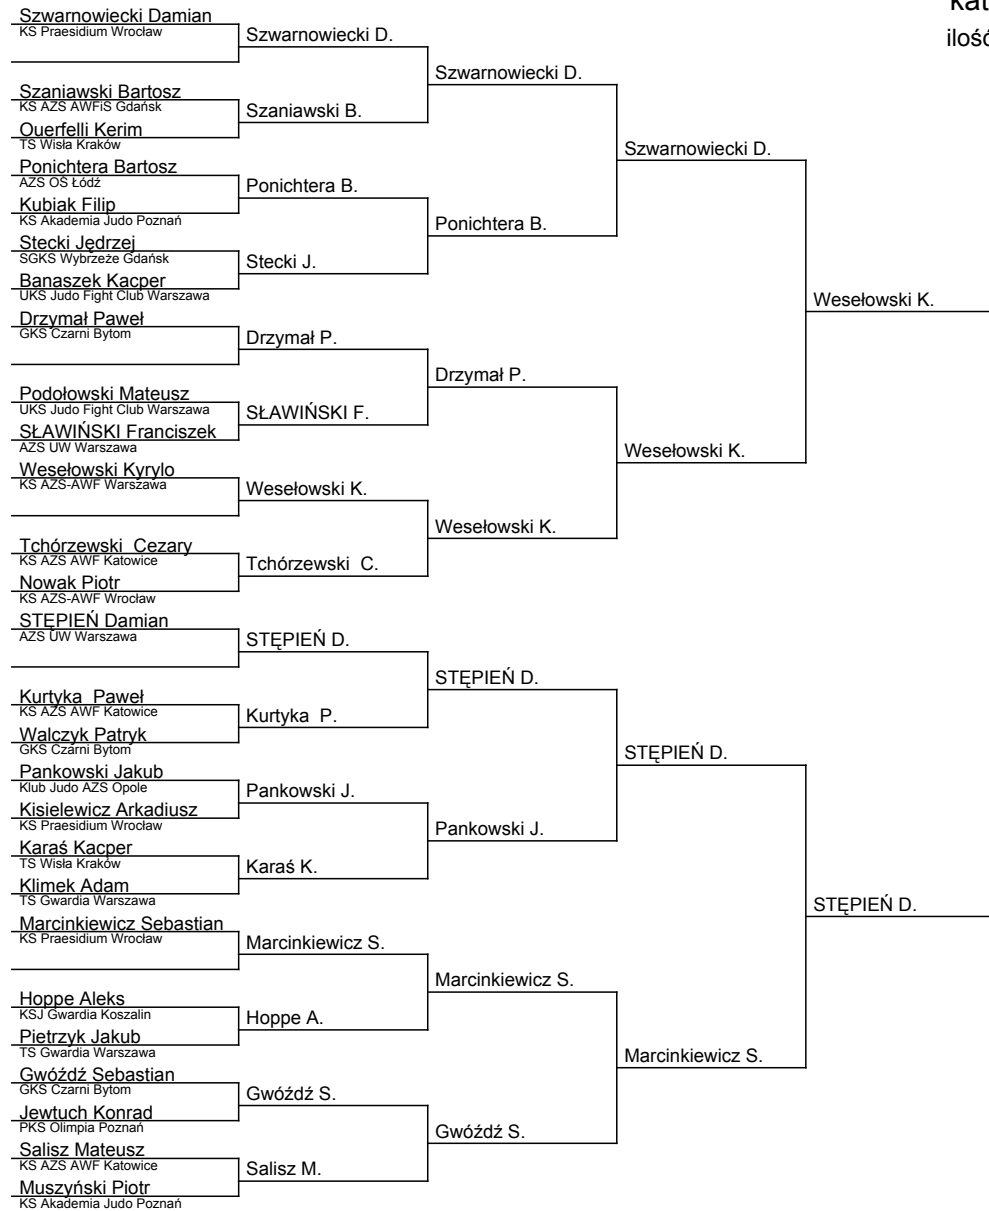 Szwarnowiecki Damian
KS Praesidium Wrocław
Szaniawski Bartosz
KS AZS AWFiS Gdańsk
Ouerfelli Kerim
TS Wisła Kraków
Ponichtera Bartosz
AZS OŚ Łódź
Kubiak Filip
KS Akademia Judo Poznań
Stecki Jędrzej
SGKS Wybrzeże Gdańsk
Banaszek Kacper
UKS Judo Fight Club Warszawa
Drzymał Paweł
GKS Czarni Bytom
Podołowski Mateusz
UKS Judo Fight Club Warszawa
SŁAWIŃSKI Franciszek
AZS UW Warszawa
Wesełowski Kyrylo
KS AZS-AWF Warszawa
Tchórzewski  Cezary
KS AZS AWF Katowice
Nowak Piotr
KS AZS-AWF Wrocław
STĘPIEŃ Damian
AZS UW Warszawa
Kurtyka  Paweł
KS AZS AWF Katowice
Walczyk Patryk
GKS Czarni Bytom
Pankowski Jakub
Klub Judo AZS Opole
Kisielewicz Arkadiusz
KS Praesidium Wrocław
Karaś Kacper
TS Wisła Kraków
Klimek Adam
TS Gwardia Warszawa
Marcinkiewicz Sebastian
KS Praesidium Wrocław
Hoppe Aleks
KSJ Gwardia Koszalin
Pietrzyk Jakub
TS Gwardia Warszawa
Gwóźdź Sebastian
GKS Czarni Bytom
Jewtuch Konrad
PKS Olimpia Poznań
Salisz Mateusz
KS AZS AWF Katowice
Muszyński Piotr
KS Akademia Judo Poznań
Szwarnowiecki D.
Szaniawski B.
Ponichtera B.
Stecki J.
Drzymał P.
SŁAWIŃSKI F.
Wesełowski K.
Tchórzewski  C.
STĘPIEŃ D.
Kurtyka  P.
Pankowski J.
Karaś K.
Marcinkiewicz S.
Hoppe A.
Gwóźdź S.
Salisz M.
Szwarnowiecki D.
Ponichtera B.
Drzymał P.
Wesełowski K.
STĘPIEŃ D.
Pankowski J.
Marcinkiewicz S.
Gwóźdź S.
Szwarnowiecki D.
Wesełowski K.
STĘPIEŃ D.
Marcinkiewicz S.
Wesełowski K.
STĘPIEŃ D.
kat
ilość